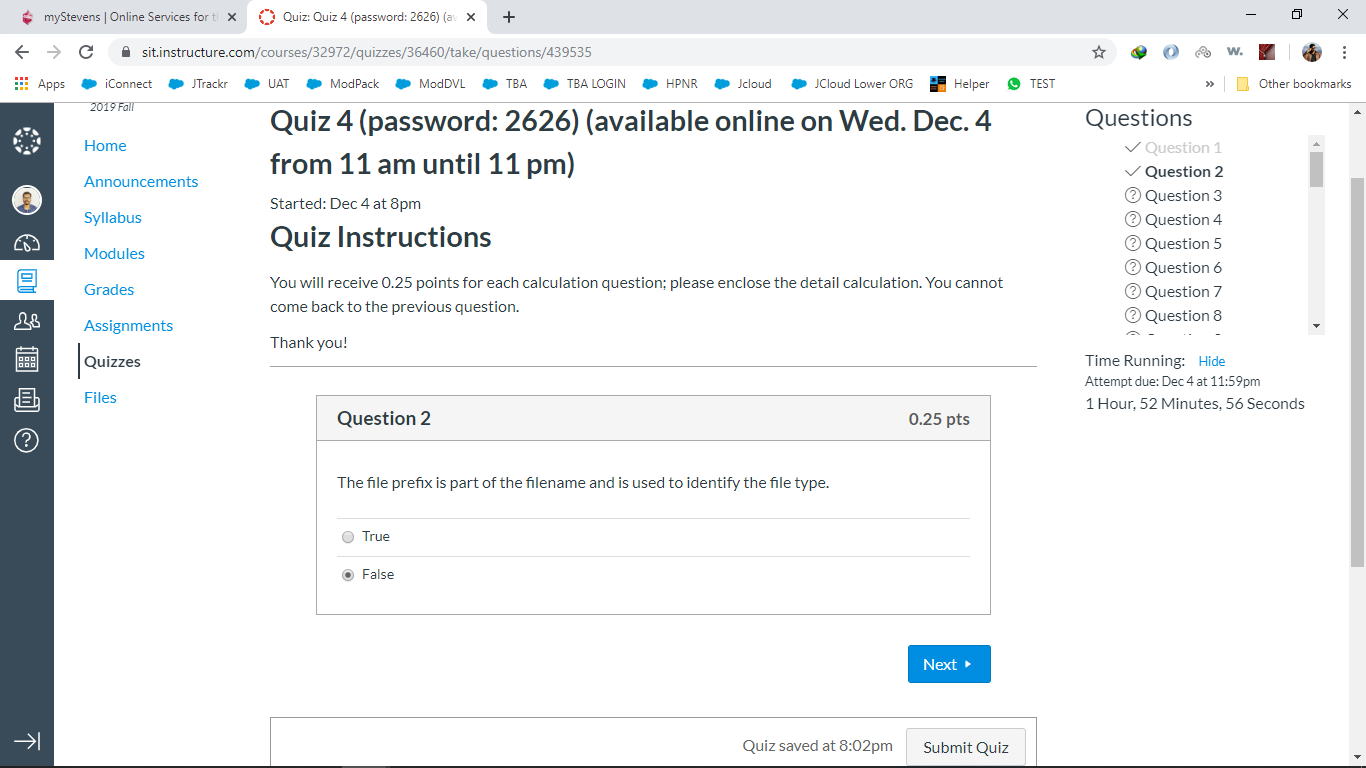 myStevens | Online Services for t
Quiz: Quiz 4 (password: 2626) (av
sit.instructure.com/courses/32972/quizzes/36460/take/questions/439535
Apps iConnect JTrackr UAT ModPack ModDVL TBA TBA LOGIN HPNR Jcloud JCloud Lower ORG Helper TEST » Other bookmarks
2019 Fall
Home
Announcements
Syllabus
Modules
Grades
Assignments
Quizzes
Files
Quiz 4 (password: 2626) (available online on Wed. Dec. 4
from 11 am until 11 pm)
Started: Dec 4 at 8pm
Quiz Instructions
You will receive 0.25 points for each calculation question; please enclose the detail calculation. You cannot
come back to the previous question.
Thank you!
Question 2 0.25 pts
The file prefix is part of the filename and is used to identify the file type.
True
False
Next
Quiz saved at 8:02pm Submit Quiz
Questions
Question 1
Question 2
Question 3
Question 4
Question 5
Question 6
Question 7
Question 8
Time Running: Hide
Attempt due: Dec 4 at 11:59pm
1 Hour, 52 Minutes, 56 Seconds